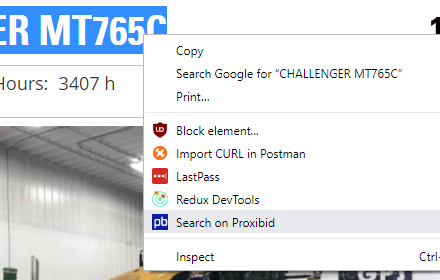 ER MT765C
Hours: 3407 h
Copy
Search Google for “CHALLENGER MT765C”
Print...
Block element...
Import CURL in Postman
LastPass
Redux DevTools
pb Search on Proxibid
Inspect Ctrl+